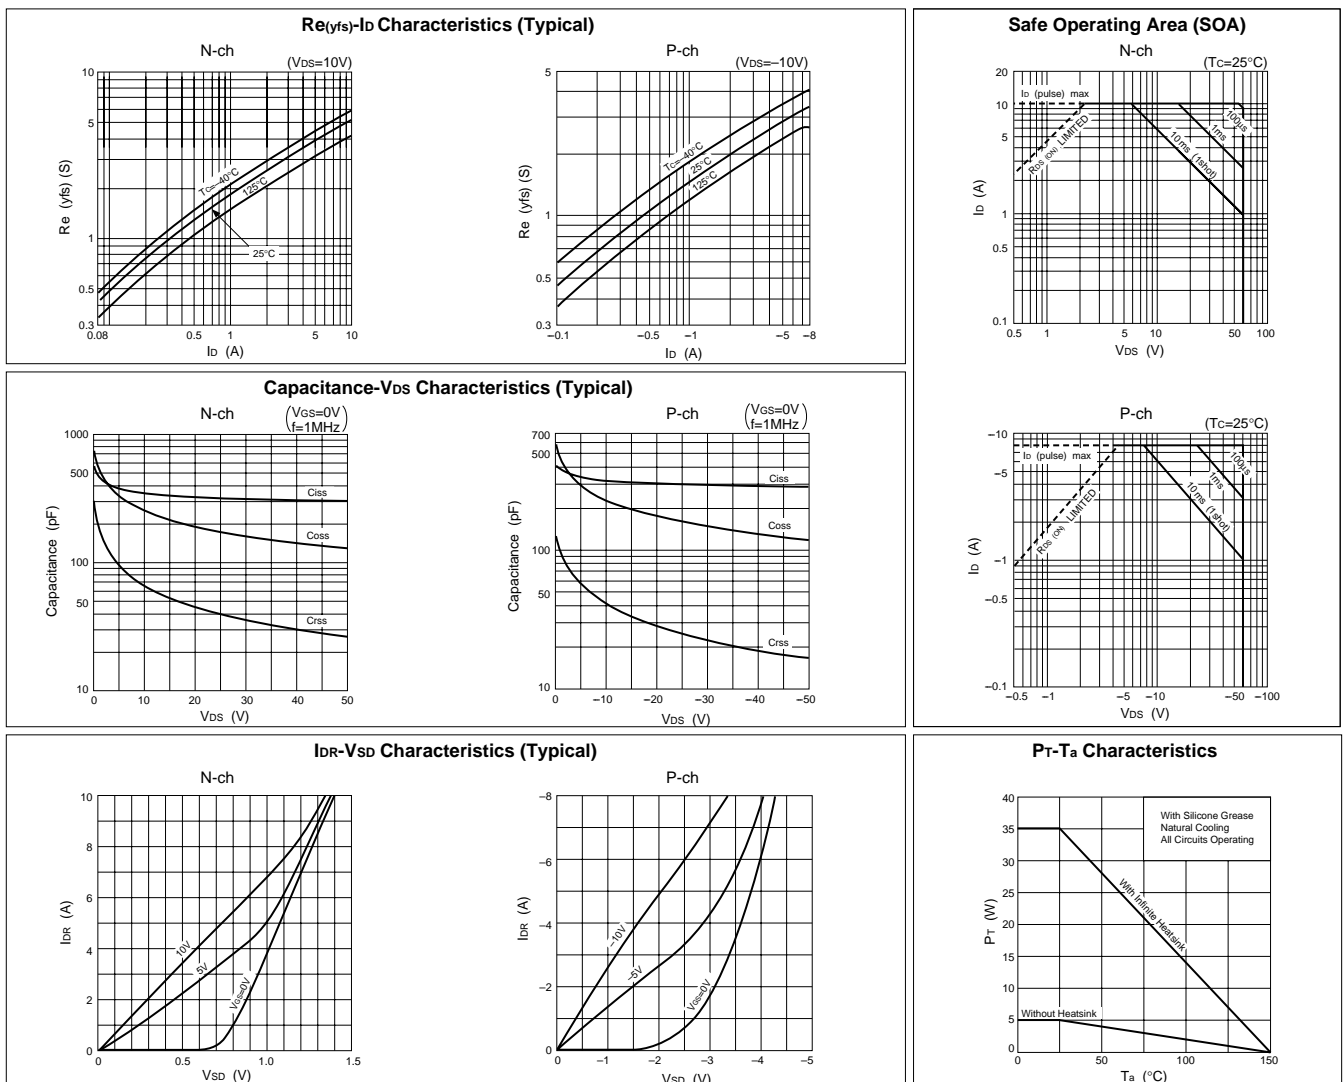 Re(yfs)-ID Characteristics (Typical)
N-ch
(VDS=10V)
10
5
1
0.5
0.3
Re (yfs) (S)
TC=–40°C
125°C
25°C
0.08
0.5
1
5
10
ID (A)
P-ch
(VDS=–10V)
5
1
0.5
0.3
Re (yfs) (S)
TC=–40°C
25°C
125°C
–0.1
–0.5
–1
–5
–8
ID (A)
Safe Operating Area (SOA)
N-ch
(TC=25°C)
20
10
5
1
0.5
0.1
ID (A)
ID (pulse) max
RDS (ON) LIMITED
100µs
1ms
10ms (1shot)
0.5
1
5
10
50
100
VDS (V)
P-ch
(TC=25°C)
–10
–5
–1
–0.5
–0.1
ID (A)
ID (pulse) max
RDS (ON) LIMITED
100µs
1ms
10ms (1shot)
–0.5
–1
–5
–10
–50
–100
VDS (V)
Capacitance-VDS Characteristics (Typical)
N-ch
(VGS=0V
f=1MHz)
1000
500
100
50
10
Capacitance (pF)
Ciss
Coss
Crss
0
10
20
30
40
50
VDS (V)
P-ch
(VGS=0V
f=1MHz)
700
500
100
50
10
Capacitance (pF)
Ciss
Coss
Crss
0
–10
–20
–30
–40
–50
VDS (V)
IDR-VSD Characteristics (Typical)
N-ch
10
8
6
4
2
0
IDR (A)
10V
5V
VGS=0V
0
0.5
1.0
1.5
VSD (V)
P-ch
–8
–6
–4
–2
0
IDR (A)
–10V
–5V
VGS=0V
0
–1
–2
–3
–4
–5
VSD (V)
PT-Ta Characteristics
40
35
30
25
20
15
10
5
0
PT (W)
With Silicone Grease
Natural Cooling
All Circuits Operating
With Infinite Heatsink
Without Heatsink
0
50
100
150
Ta (°C)